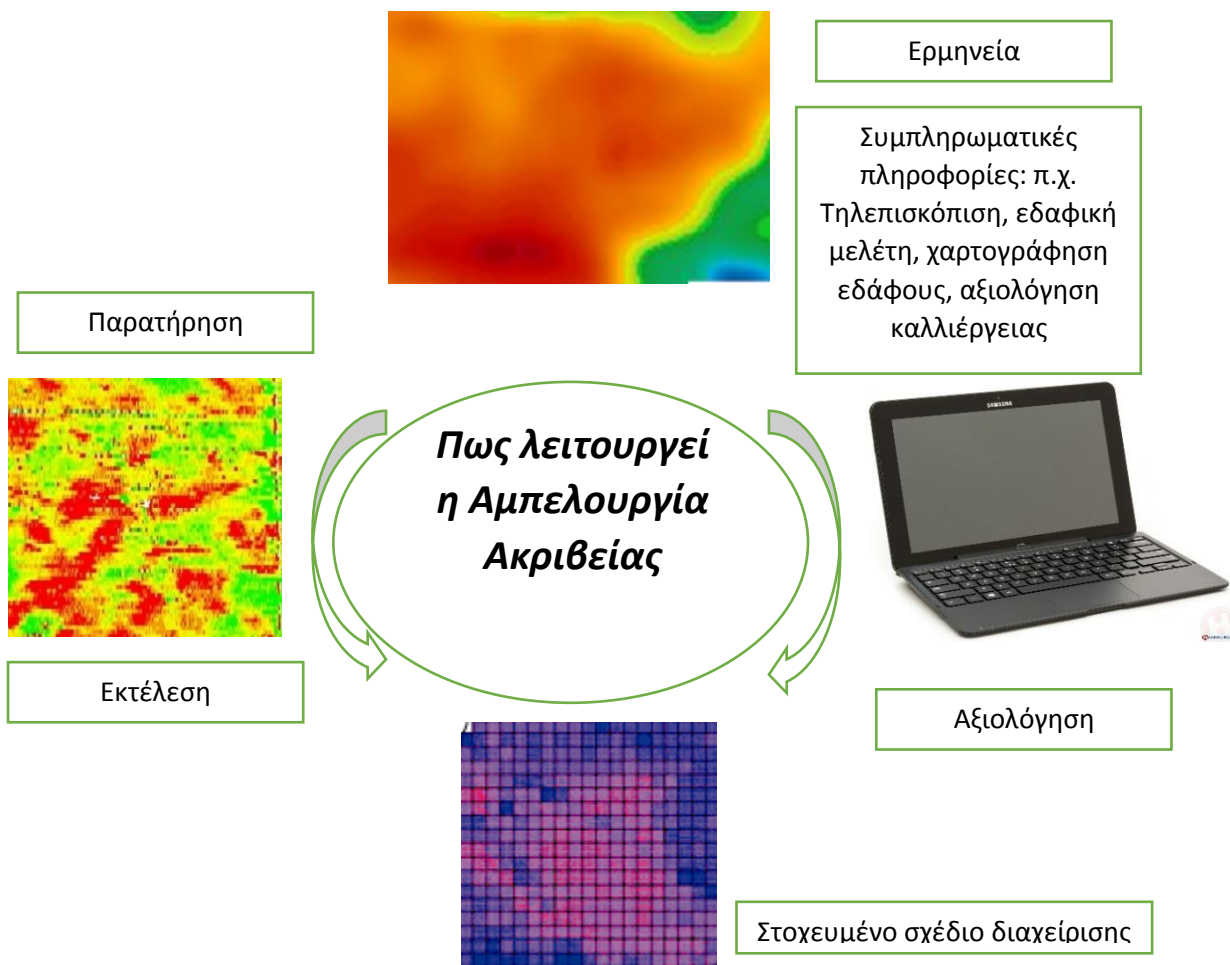 Ερμηνεία
Συμπληρωματικές
πληροφορίες: π.χ.
Τηλεπισκόπιση, εδαφική
μελέτη, χαρτογράφηση
εδάφους, αξιολόγηση
καλλιέργειας
Παρατήρηση
Πως λειτουργεί
η Αμπελουργία
Ακριβείας
SAMSUNG
Εκτέλεση
Αξιολόγηση
Στοχευμένο σχέδιο διαχείρισης